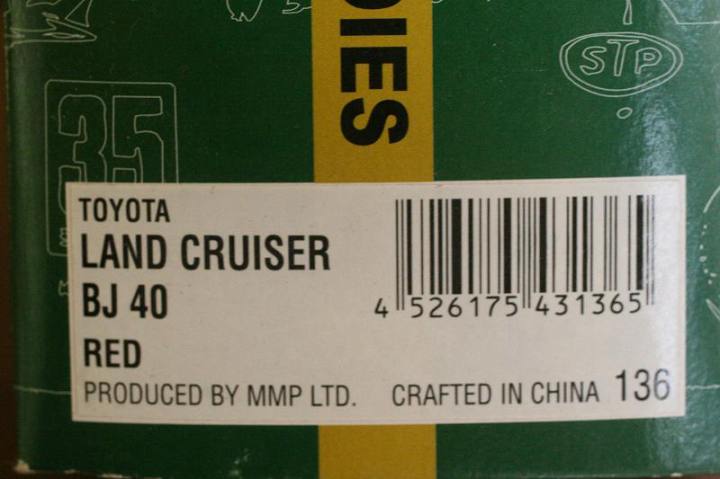 DIES
STP
35
TOYOTA
LAND CRUISER
BJ 40
RED
4 526175 431365
PRODUCED BY MMP LTD. CRAFTED IN CHINA 136